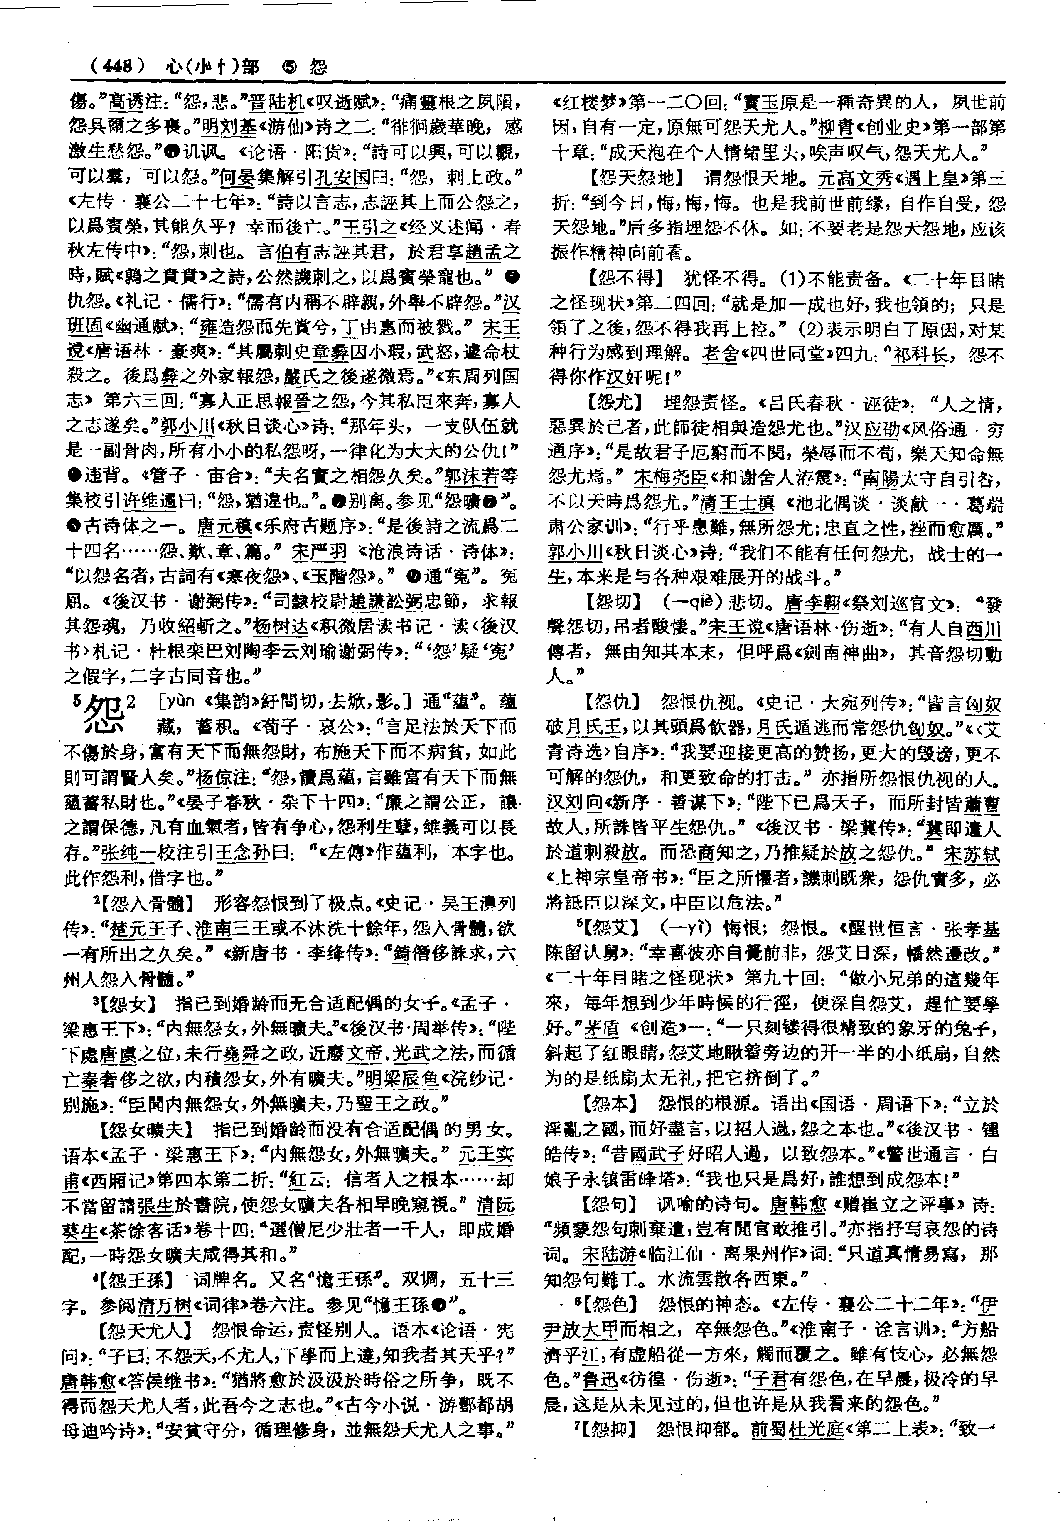 （448） 心(小忄)部 ⑤ 怨
傷。”高诱注：“怨，悲。”晋陆机《叹逝赋》：“痛靈根之夙隕，
怨具爾之多喪。”明刘基《游仙》诗之二：“徘徊歲華晚，感
激生愁怨。”讥讽。《论语·阳货》：“詩可以興，可以觀，
可以羣，可以怨。”何晏集解引孔安国曰：“怨，刺上政。”
《左传·襄公二十七年》：“詩以言志，志誣其上而公怨之，
以爲賓榮，其能久乎？幸而後亡。”王引之《经义述闻·春
秋左传中》：“怨，刺也。言伯有志誣其君，於君享趙孟之
時，賦《鶉之賁賁》之詩，公然譏刺之，以爲賓榮寵也。”
仇怨。《礼记·儒行》：“儒有内稱不辟親，外舉不辟怨。”汉
班固《幽通赋》：“雍造怨而先賞兮，丁由惠而被戮。”宋王
谠《唐语林·豪爽》：“其屬刺史章彝因小瑕，武怒，遽命杖
殺之。後爲彝之外家報怨，嚴氏之後遂微焉。”《东周列国
志》第六三回：“寡人正思報晉之怨，今其私臣來奔，寡人
之志遂矣。”郭小川《秋日谈心》诗：“那年头，一支队伍就
是一副骨肉，所有小小的私怨呀，一律化为大大的公仇！”
违背。《管子·宙合》：“夫名實之相怨久矣。”郭沫若等
集校引许维遹曰：“怨，猶違也。”。别离。参见“怨曠”。
古诗体之一。唐元稹《乐府古题序》：“是後詩之流爲二
十四名……怨、歎、章、篇。”宋严羽《沧浪诗话·诗体》：
“以怨名者，古詞有《寒夜怨》、《玉階怨》。”通“冤”。冤
屈。《後汉书·谢弼传》：“司隸校尉趙謙訟弼忠節，求報
其怨魂，乃收紹斬之。”杨树达《积微居读书记·读〈後汉
书〉札记·杜根栾巴刘陶李云刘瑜谢弼传》：“‘怨’疑‘冤’
之假字，二字古同音也。”
5怨2 ［yùn《集韵》紆問切，去焮，影。］通“蕴”。蕴
藏，蓄积。《荀子·哀公》：“言足法於天下而
不傷於身，富有天下而無怨財，布施天下而不病貧，如此
則可謂賢人矣。”杨倞注：“怨，讀爲藴，言雖富有天下而無
藴蓄私財也。”《晏子春秋·杂下十四》：“廉之謂公正，讓
之謂保德，凡有血氣者，皆有争心，怨利生孽，維義可以長
存。”张纯一校注引王念孙曰：“《左傳》作藴利，本字也。
此作怨利，借字也。”
2【怨入骨髓】 形容怨恨到了极点。《史记·吴王濞列
传》：“楚元王子、淮南三王或不沐洗十餘年，怨入骨髓，欲
一有所出之久矣。”《新唐书·李绛传》：“錡僭侈誅求，六
州人怨入骨髓。”
3【怨女】 指已到婚龄而无合适配偶的女子。《孟子·
梁惠王下》：“内無怨女，外無曠夫。”《後汉书·周举传》：“陛
下處唐虞之位，未行堯舜之政，近廢文帝、光武之法，而循
亡秦奢侈之欲，内積怨女，外有曠夫。”明梁辰鱼《浣纱记·
别施》：“臣聞内無怨女，外無曠夫，乃聖王之政。”
【怨女曠夫】 指已到婚龄而没有合适配偶的男女。
语本《孟子·梁惠王下》：“内無怨女，外無曠夫。”元王实
甫《西厢记》第四本第二折：“紅云：信者人之根本……却
不當留請張生於書院，使怨女曠夫各相早晚窺視。”清阮
葵生《茶馀客话》卷十四：“選僧尼少壯者一千人，即成婚
配，一時怨女曠夫咸得其和。”
4【怨王孫】 词牌名。又名“憶王孫”。双调，五十三
字。参阅清万树《词律》卷六注。参见“憶王孫”。
【怨天尤人】 怨恨命运，责怪别人。语本《论语·宪
问》：“子曰：不怨天，不尤人，下學而上達，知我者其天乎？”
唐韩愈《答侯继书》：“猶將愈於汲汲於時俗之所争，既不
得而怨天尤人者，此吾今之志也。”《古今小说·游酆都胡
母迪吟诗》：“安貧守分，循理修身，並無怨天尤人之事。”
《红楼梦》第一二〇回：“寶玉原是一種奇異的人，夙世前
因，自有一定，原無可怨天尤人。”柳青《创业史》第一部第
十章：“成天泡在个人情绪里头，唉声叹气，怨天尤人。”
【怨天怨地】 谓怨恨天地。元高文秀《遇上皇》第三
折：“到今日，悔，悔，悔。也是我前世前緣，自作自受，怨
天怨地。”后多指埋怨不休。如：不要老是怨天怨地，应该
振作精神向前看。
【怨不得】 犹怪不得。(1)不能责备。《二十年目睹
之怪现状》第二四回：“就是加一成也好，我也領的；只是
領了之後，怨不得我再上控。”(2)表示明白了原因，对某
种行为感到理解。老舍《四世同堂》四九：“祁科长，怨不
得你作汉奸呢！”
【怨尤】 埋怨责怪。《吕氏春秋·诬徒》：“人之情，
惡異於己者，此師徒相與造怨尤也。”汉应劭《风俗通·穷
通序》：“是故君子厄窮而不閔，榮辱而不苟，樂天知命無
怨尤焉。”宋梅尧臣《和谢舍人洊震》：“南陽太守自引咎，
不以天時爲怨尤。”清王士禛《池北偶谈·谈献一·葛端
肃公家训》：“行乎患難，無所怨尤；忠直之性，挫而愈厲。”
郭小川《秋日谈心》诗：“我们不能有任何怨尤，战士的一
生，本来是与各种艰难展开的战斗。”
【怨切】 (—qiè) 悲切。唐李翱《祭刘巡官文》：“發
聲怨切，吊者酸悽。”宋王谠《唐语林·伤逝》：“有人自西川
傳者，無由知其本末，但呼爲《劍南神曲》，其音怨切動
人。”
【怨仇】 怨恨仇视。《史记·大宛列传》：“皆言匈奴
破月氏王，以其頭爲飲器，月氏遁逃而常怨仇匈奴。”《〈艾
青诗选〉自序》：“我要迎接更高的赞扬，更大的毁谤，更不
可解的怨仇，和更致命的打击。”亦指所怨恨仇视的人。
汉刘向《新序·善谋下》：“陛下已爲天子，而所封皆蕭曹
故人，所誅皆平生怨仇。”《後汉书·梁冀传》：“冀即遣人
於道刺殺放。而恐商知之，乃推疑於放之怨仇。”宋苏轼
《上神宗皇帝书》：“臣之所懼者，譏刺既衆，怨仇實多，必
將詆臣以深文，中臣以危法。”
5【怨艾】 (—yì) 悔恨；怨恨。《醒世恒言·张孝基
陈留认舅》：“幸喜彼亦自覺前非，怨艾日深，幡然遷改。”
《二十年目睹之怪现状》第九十回：“做小兄弟的這幾年
來，每年想到少年時候的行徑，便深自怨艾，趕忙要學
好。”茅盾《创造》一：“一只刻镂得很精致的象牙的兔子，
斜起了红眼睛，怨艾地瞅着旁边的开一半的小纸扇，自然
为的是纸扇太无礼，把它挤倒了。”
【怨本】 怨恨的根源。语出《国语·周语下》：“立於
淫亂之國，而好盡言，以招人過，怨之本也。”《後汉书·锺
皓传》：“昔國武子好昭人過，以致怨本。”《警世通言·白
娘子永镇雷峰塔》：“我也只是爲好，誰想到成怨本！”
【怨句】 讽喻的诗句。唐韩愈《赠崔立之评事》诗：
“頻蒙怨句刺棄遺，豈有閒官敢推引。”亦指抒写哀怨的诗
词。宋陆游《临江仙·离果州作》词：“只道真情易寫，那
知怨句難工。水流雲散各西東。”
6【怨色】 怨恨的神态。《左传·襄公二十二年》：“伊
尹放大甲而相之，卒無怨色。”《淮南子·诠言训》：“方船
濟乎江，有虚船從一方來，觸而覆之。雖有忮心，必無怨
色。”鲁迅《彷徨·伤逝》：“子君有怨色，在早晨，极冷的早
晨，这是从未见过的，但也许是从我看来的怨色。”
7【怨抑】 怨恨抑郁。前蜀杜光庭《第二上表》：“致一